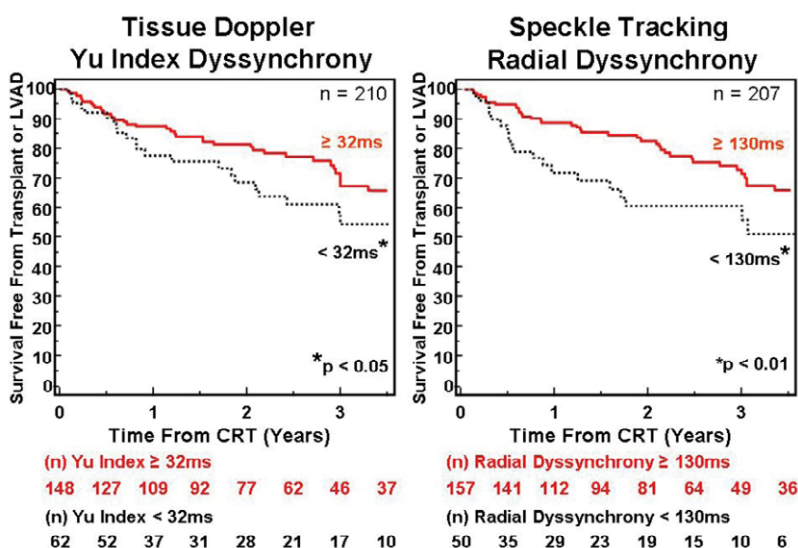 Tissue Doppler
Yu Index Dyssynchrony
Survival Free From Transplant or LVAD
100
90
80
70
60
50
40
30
20
10
0
n = 210
≥ 32ms
< 32ms*
*p < 0.05
0 1 2 3
Time From CRT (Years)
(n) Yu Index ≥ 32ms
148 127 109 92 77 62 46 37
(n) Yu Index < 32ms
62 52 37 31 28 21 17 10
Speckle Tracking
Radial Dyssynchrony
Survival Free From Transplant or LVAD
100
90
80
70
60
50
40
30
20
10
0
n = 207
≥ 130ms
< 130ms*
*p < 0.01
0 1 2 3
Time From CRT (Years)
(n) Radial Dyssynchrony ≥ 130ms
157 141 112 94 81 64 49 36
(n) Radial Dyssynchrony < 130ms
50 35 29 23 19 15 10 6